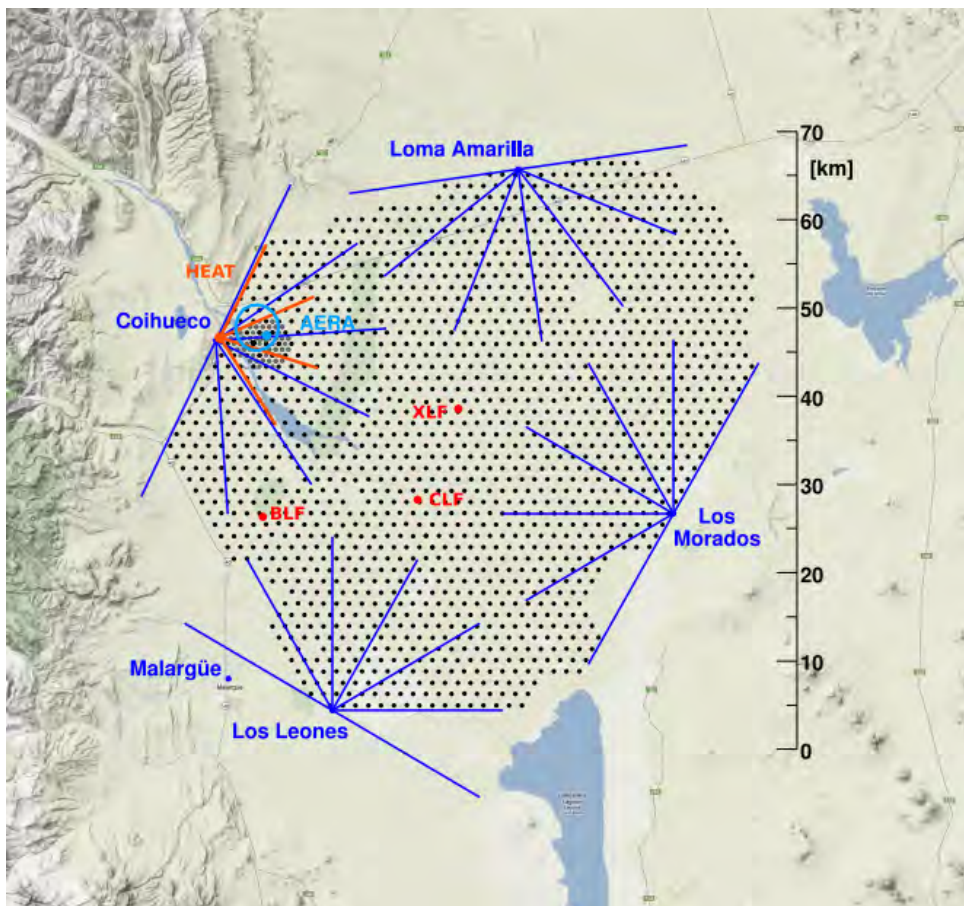 70
Loma Amarilla
[km]
60
HEAT
50
Coihueco
AERA
40
XLF
30
CLF
BLF
Los
Morados
20
10
Malargüe
Malargüe
Los Leones
0